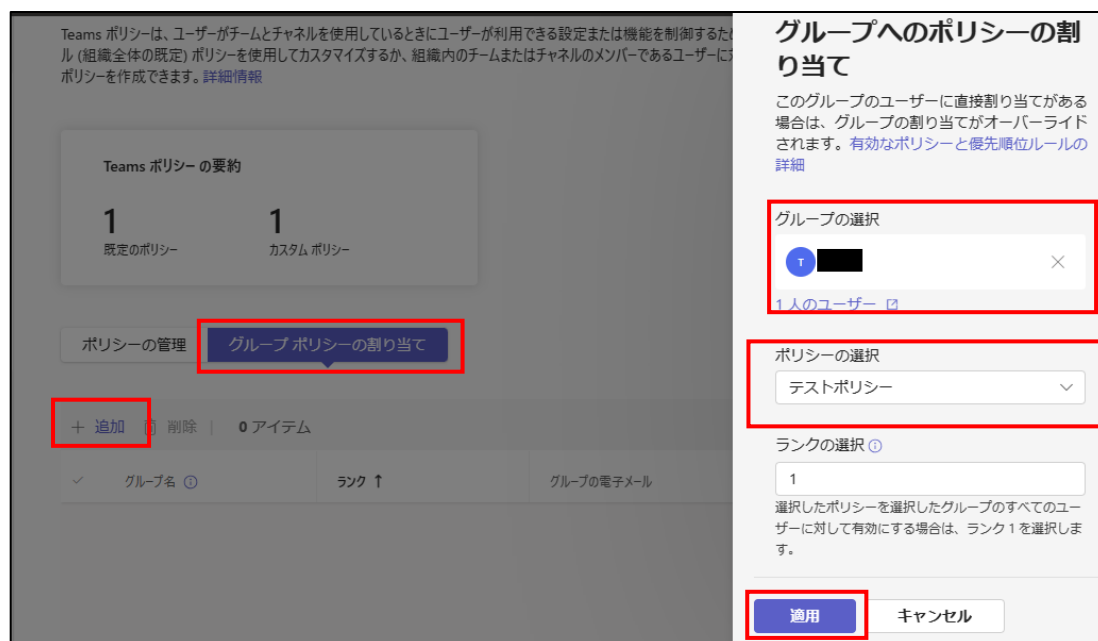 Teams ポリシーは、ユーザーがチームとチャネルを使用しているときにユーザーが利用できる設定または機能を制御するため
ル (組織全体の既定) ポリシーを使用してカスタマイズするか、組織内のチームまたはチャネルのメンバーであるユーザーに
ポリシーを作成できます。詳細情報
Teams ポリシー の要約
1
1
既定のポリシー
カスタム ポリシー
ポリシーの管理
グループ ポリシーの割り当て
+ 追加
削除
0 アイテム
グループ名
ランク ↑
グループの電子メール
グループへのポリシーの割
り当て
このグループのユーザーに直接割り当てがある
場合は、グループの割り当てがオーバーライド
されます。有効なポリシーと優先順位ルールの
詳細
グループの選択
T
1 人のユーザー
ポリシーの選択
テストポリシー
ランクの選択
1
選択したポリシーを選択したグループのすべてのユー
ザーに対して有効にする場合は、ランク 1 を選択しま
す。
適用
キャンセル